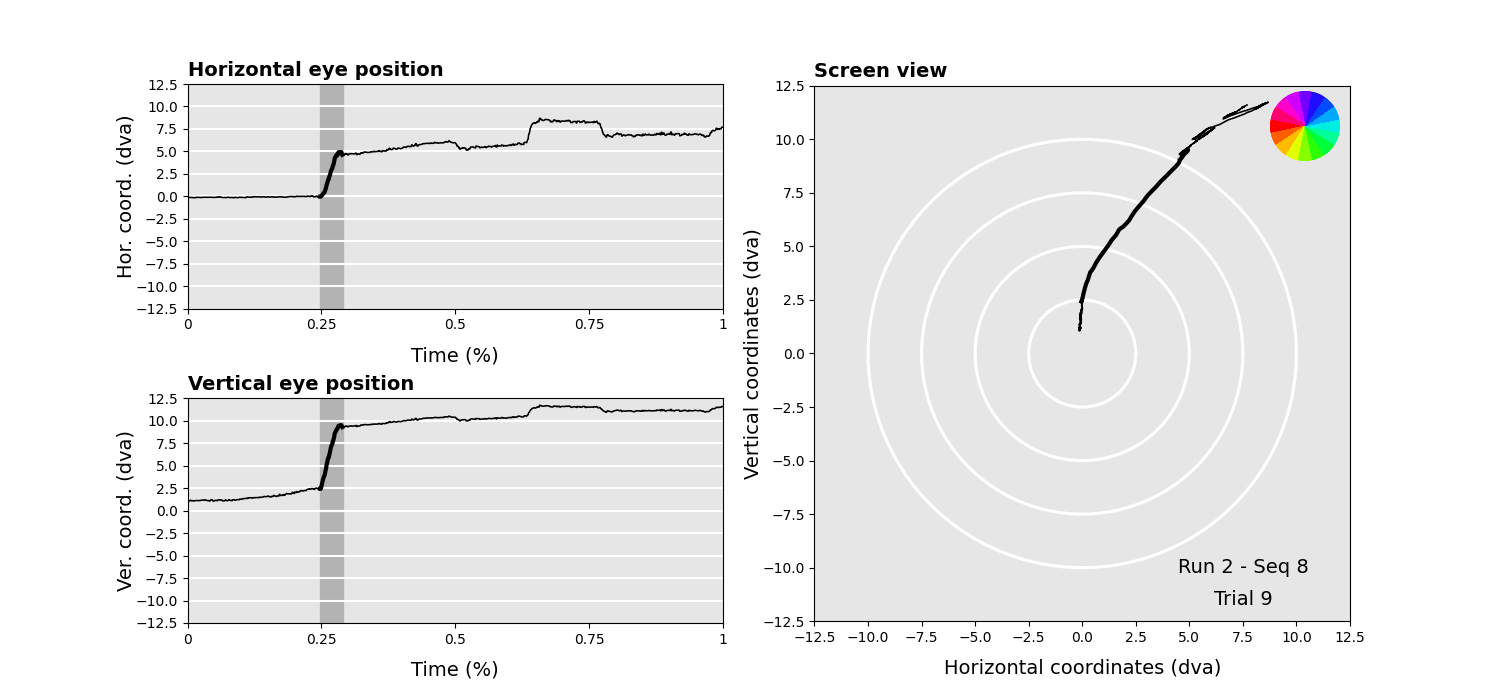 Horizontal eye position
Hor. coord. (dva)
12.5
10.0
7.5
5.0
2.5
0.0
−2.5
−5.0
−7.5
−10.0
−12.5
0 0.25 0.5 0.75 1
Time (%)
Vertical eye position
Ver. coord. (dva)
12.5
10.0
7.5
5.0
2.5
0.0
−2.5
−5.0
−7.5
−10.0
−12.5
0 0.25 0.5 0.75 1
Time (%)
Screen view
Vertical coordinates (dva)
12.5
10.0
7.5
5.0
2.5
0.0
−2.5
−5.0
−7.5
−10.0
−12.5
Run 2 - Seq 8
Trial 9
−12.5 −10.0 −7.5 −5.0 −2.5 0.0 2.5 5.0 7.5 10.0 12.5
Horizontal coordinates (dva)